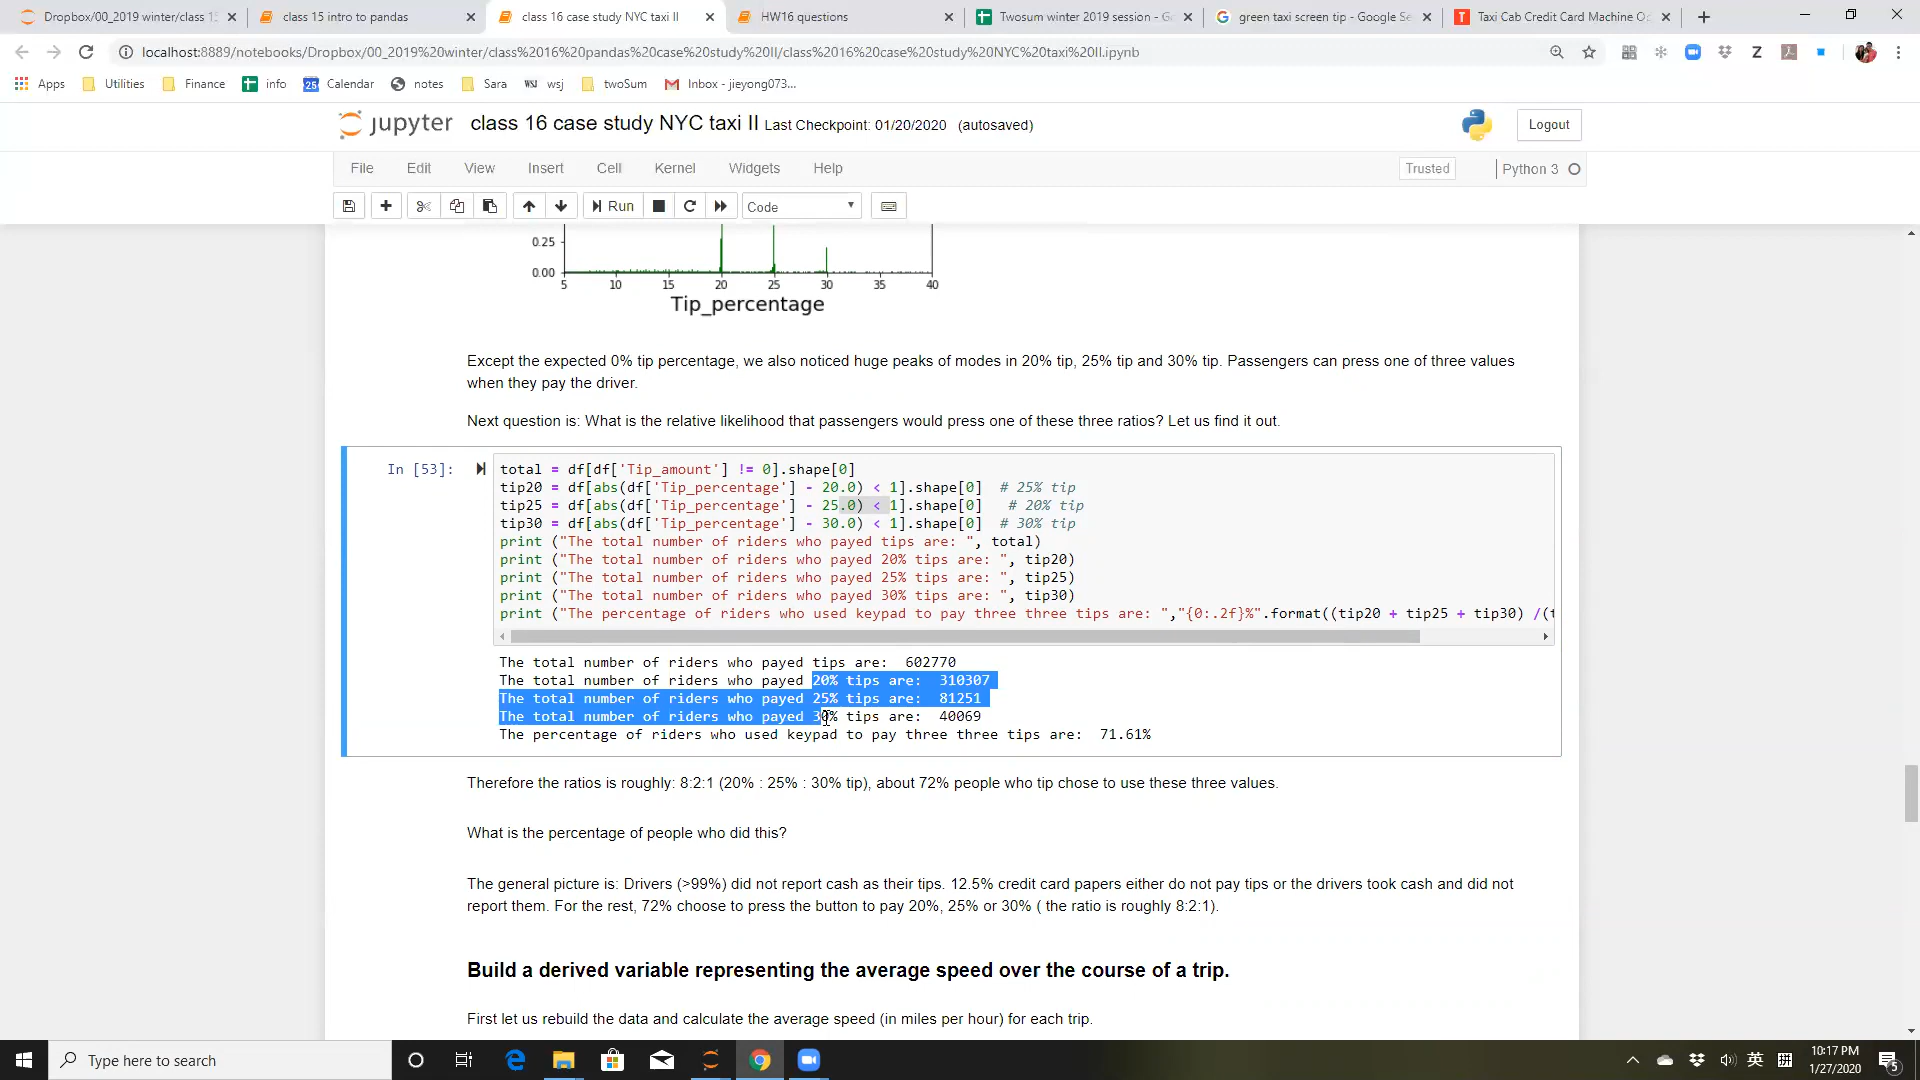 Dropbox/00_2019 winter/class 15
class 15 intro to pandas
class 16 case study NYC taxi II
HW16 questions
Twosum winter 2019 session - G
green taxi screen tip - Google Se
Taxi Cab Credit Card Machine O
localhost:8889/notebooks/Dropbox/00_2019%20winter/class%2016%20pandas%20case%20study%20II/class%2016%20case%20study%20NYC%20taxi%20II.ipynb
Apps Utilities Finance info Calendar notes Sara WSJ wsj twoSum Inbox - jieyong073...
jupyter class 16 case study NYC taxi II Last Checkpoint: 01/20/2020 (autosaved) Logout
File Edit View Insert Cell Kernel Widgets Help Trusted Python 3
Run Code
0.25
0.00
5 10 15 20 25 30 35 40
Tip_percentage
Except the expected 0% tip percentage, we also noticed huge peaks of modes in 20% tip, 25% tip and 30% tip. Passengers can press one of three values
when they pay the driver.
Next question is: What is the relative likelihood that passengers would press one of these three ratios? Let us find it out.
In [53]:
total = df[df['Tip_amount'] != 0].shape[0]
tip20 = df[abs(df['Tip_percentage'] - 20.0) < 1].shape[0] # 25% tip
tip25 = df[abs(df['Tip_percentage'] - 25.0) < 1].shape[0] # 20% tip
tip30 = df[abs(df['Tip_percentage'] - 30.0) < 1].shape[0] # 30% tip
print ("The total number of riders who payed tips are: ", total)
print ("The total number of riders who payed 20% tips are: ", tip20)
print ("The total number of riders who payed 25% tips are: ", tip25)
print ("The total number of riders who payed 30% tips are: ", tip30)
print ("The percentage of riders who used keypad to pay three three tips are: ","{0:.2f}%".format((tip20 + tip25 + tip30) /(t
The total number of riders who payed tips are: 602770
The total number of riders who payed 20% tips are: 310307
The total number of riders who payed 25% tips are: 81251
The total number of riders who payed 30% tips are: 40069
The percentage of riders who used keypad to pay three three tips are: 71.61%
Therefore the ratios is roughly: 8:2:1 (20% : 25% : 30% tip), about 72% people who tip chose to use these three values.
What is the percentage of people who did this?
The general picture is: Drivers (>99%) did not report cash as their tips. 12.5% credit card papers either do not pay tips or the drivers took cash and did not
report them. For the rest, 72% choose to press the button to pay 20%, 25% or 30% ( the ratio is roughly 8:2:1).
Build a derived variable representing the average speed over the course of a trip.
First let us rebuild the data and calculate the average speed (in miles per hour) for each trip.
Type here to search
英
10:17 PM
1/27/2020
5